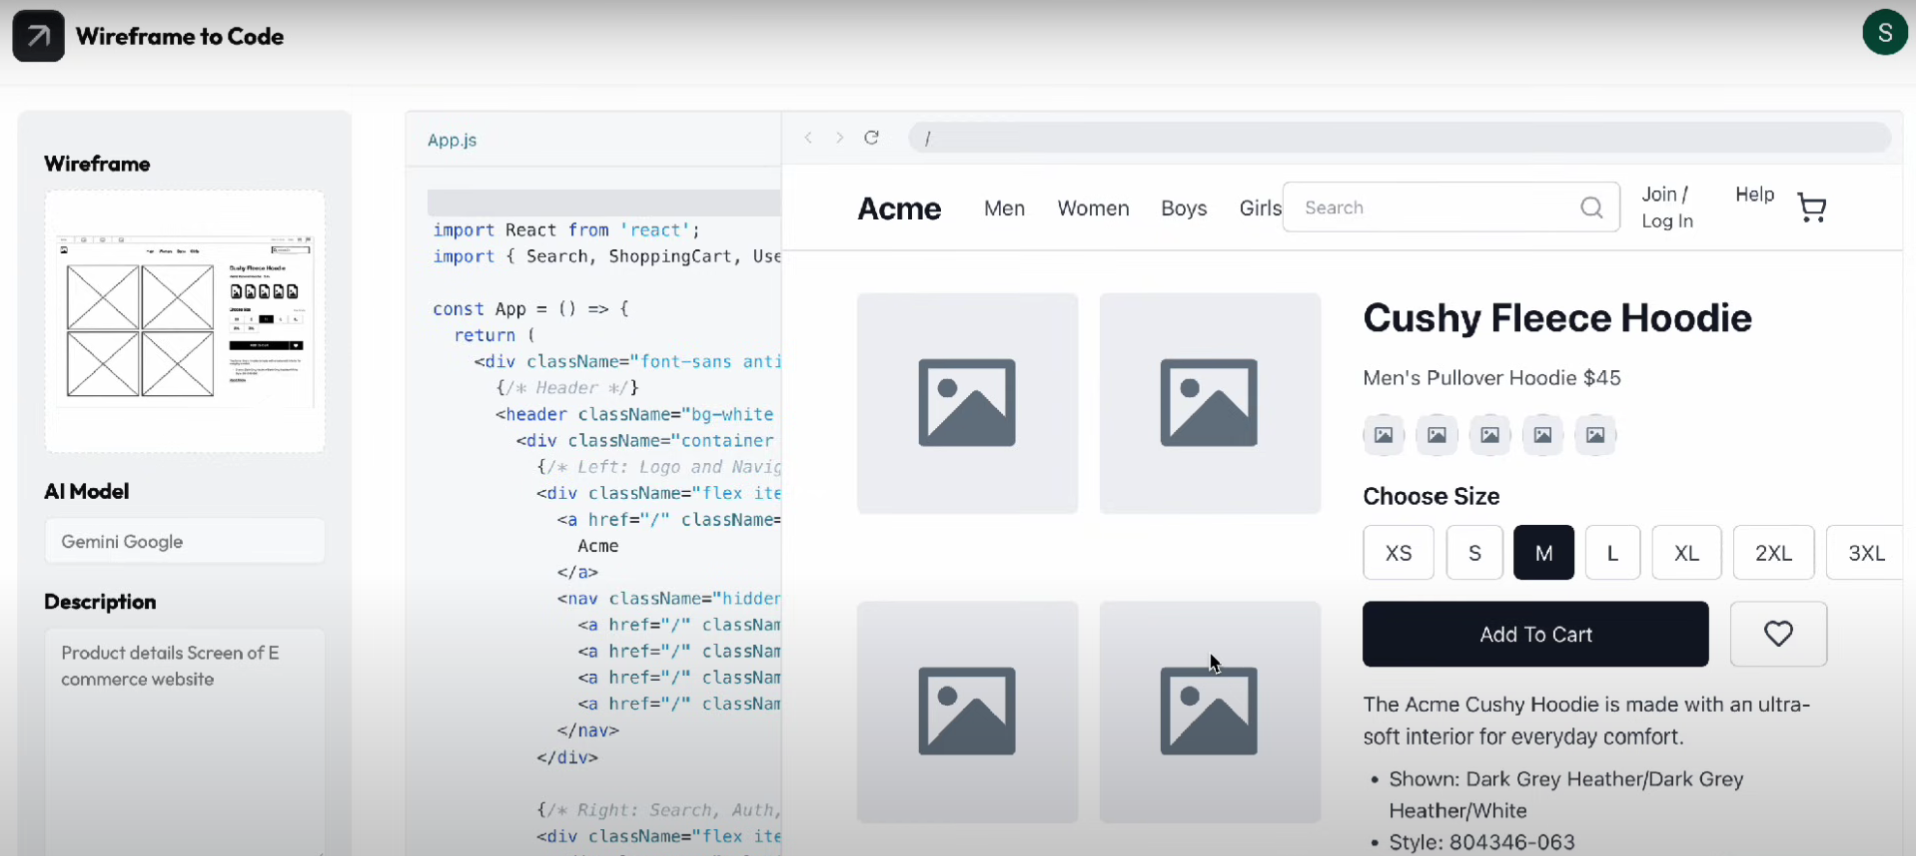 Wireframe to Code
S
Wireframe
Cushy Fleece Hoodie
AI Model
Gemini Google
Description
Product details Screen of E
commerce website
App.js
import React from 'react';
import { Search, ShoppingCart, Use
const App = () => {
return (
<div className="font-sans anti
{/* Header */}
<header className="bg-white
<div className="container
{/* Left: Logo and Navig
<div className="flex ite
<a href="/" className=
Acme
</a>
<nav className="hidden
<a href="/" classNam
<a href="/" classNam
<a href="/" classNam
<a href="/" classNam
</nav>
</div>
{/* Right: Search, Auth,
<div className="flex ite
/
Acme
Men Women Boys Girls
Search
Join /
Log In
Help
Cushy Fleece Hoodie
Men's Pullover Hoodie $45
Choose Size
XS S M L XL 2XL 3XL
Add To Cart
The Acme Cushy Hoodie is made with an ultra-
soft interior for everyday comfort.
• Shown: Dark Grey Heather/Dark Grey
Heather/White
• Style: 804346-063